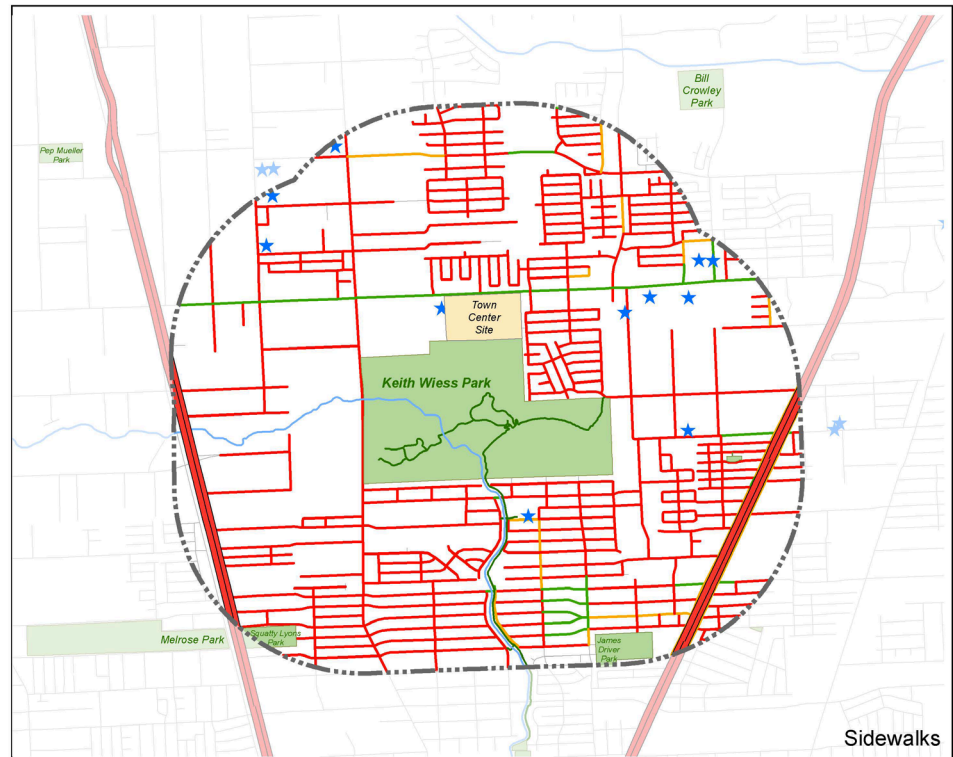 Bill
Crowley
Park
Pep Mueller
Park
Town
Center
Site
Keith Wiess Park
Melrose Park
Squatty Lyons
Park
James
Driver
Park
Sidewalks